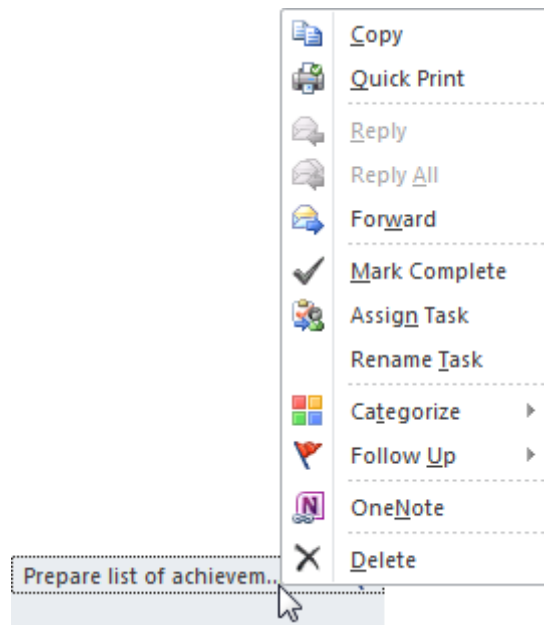 Copy
Quick Print
Reply
Reply All
Forward
Mark Complete
Assign Task
Rename Task
Categorize
Follow Up
OneNote
Delete
Prepare list of achievem...